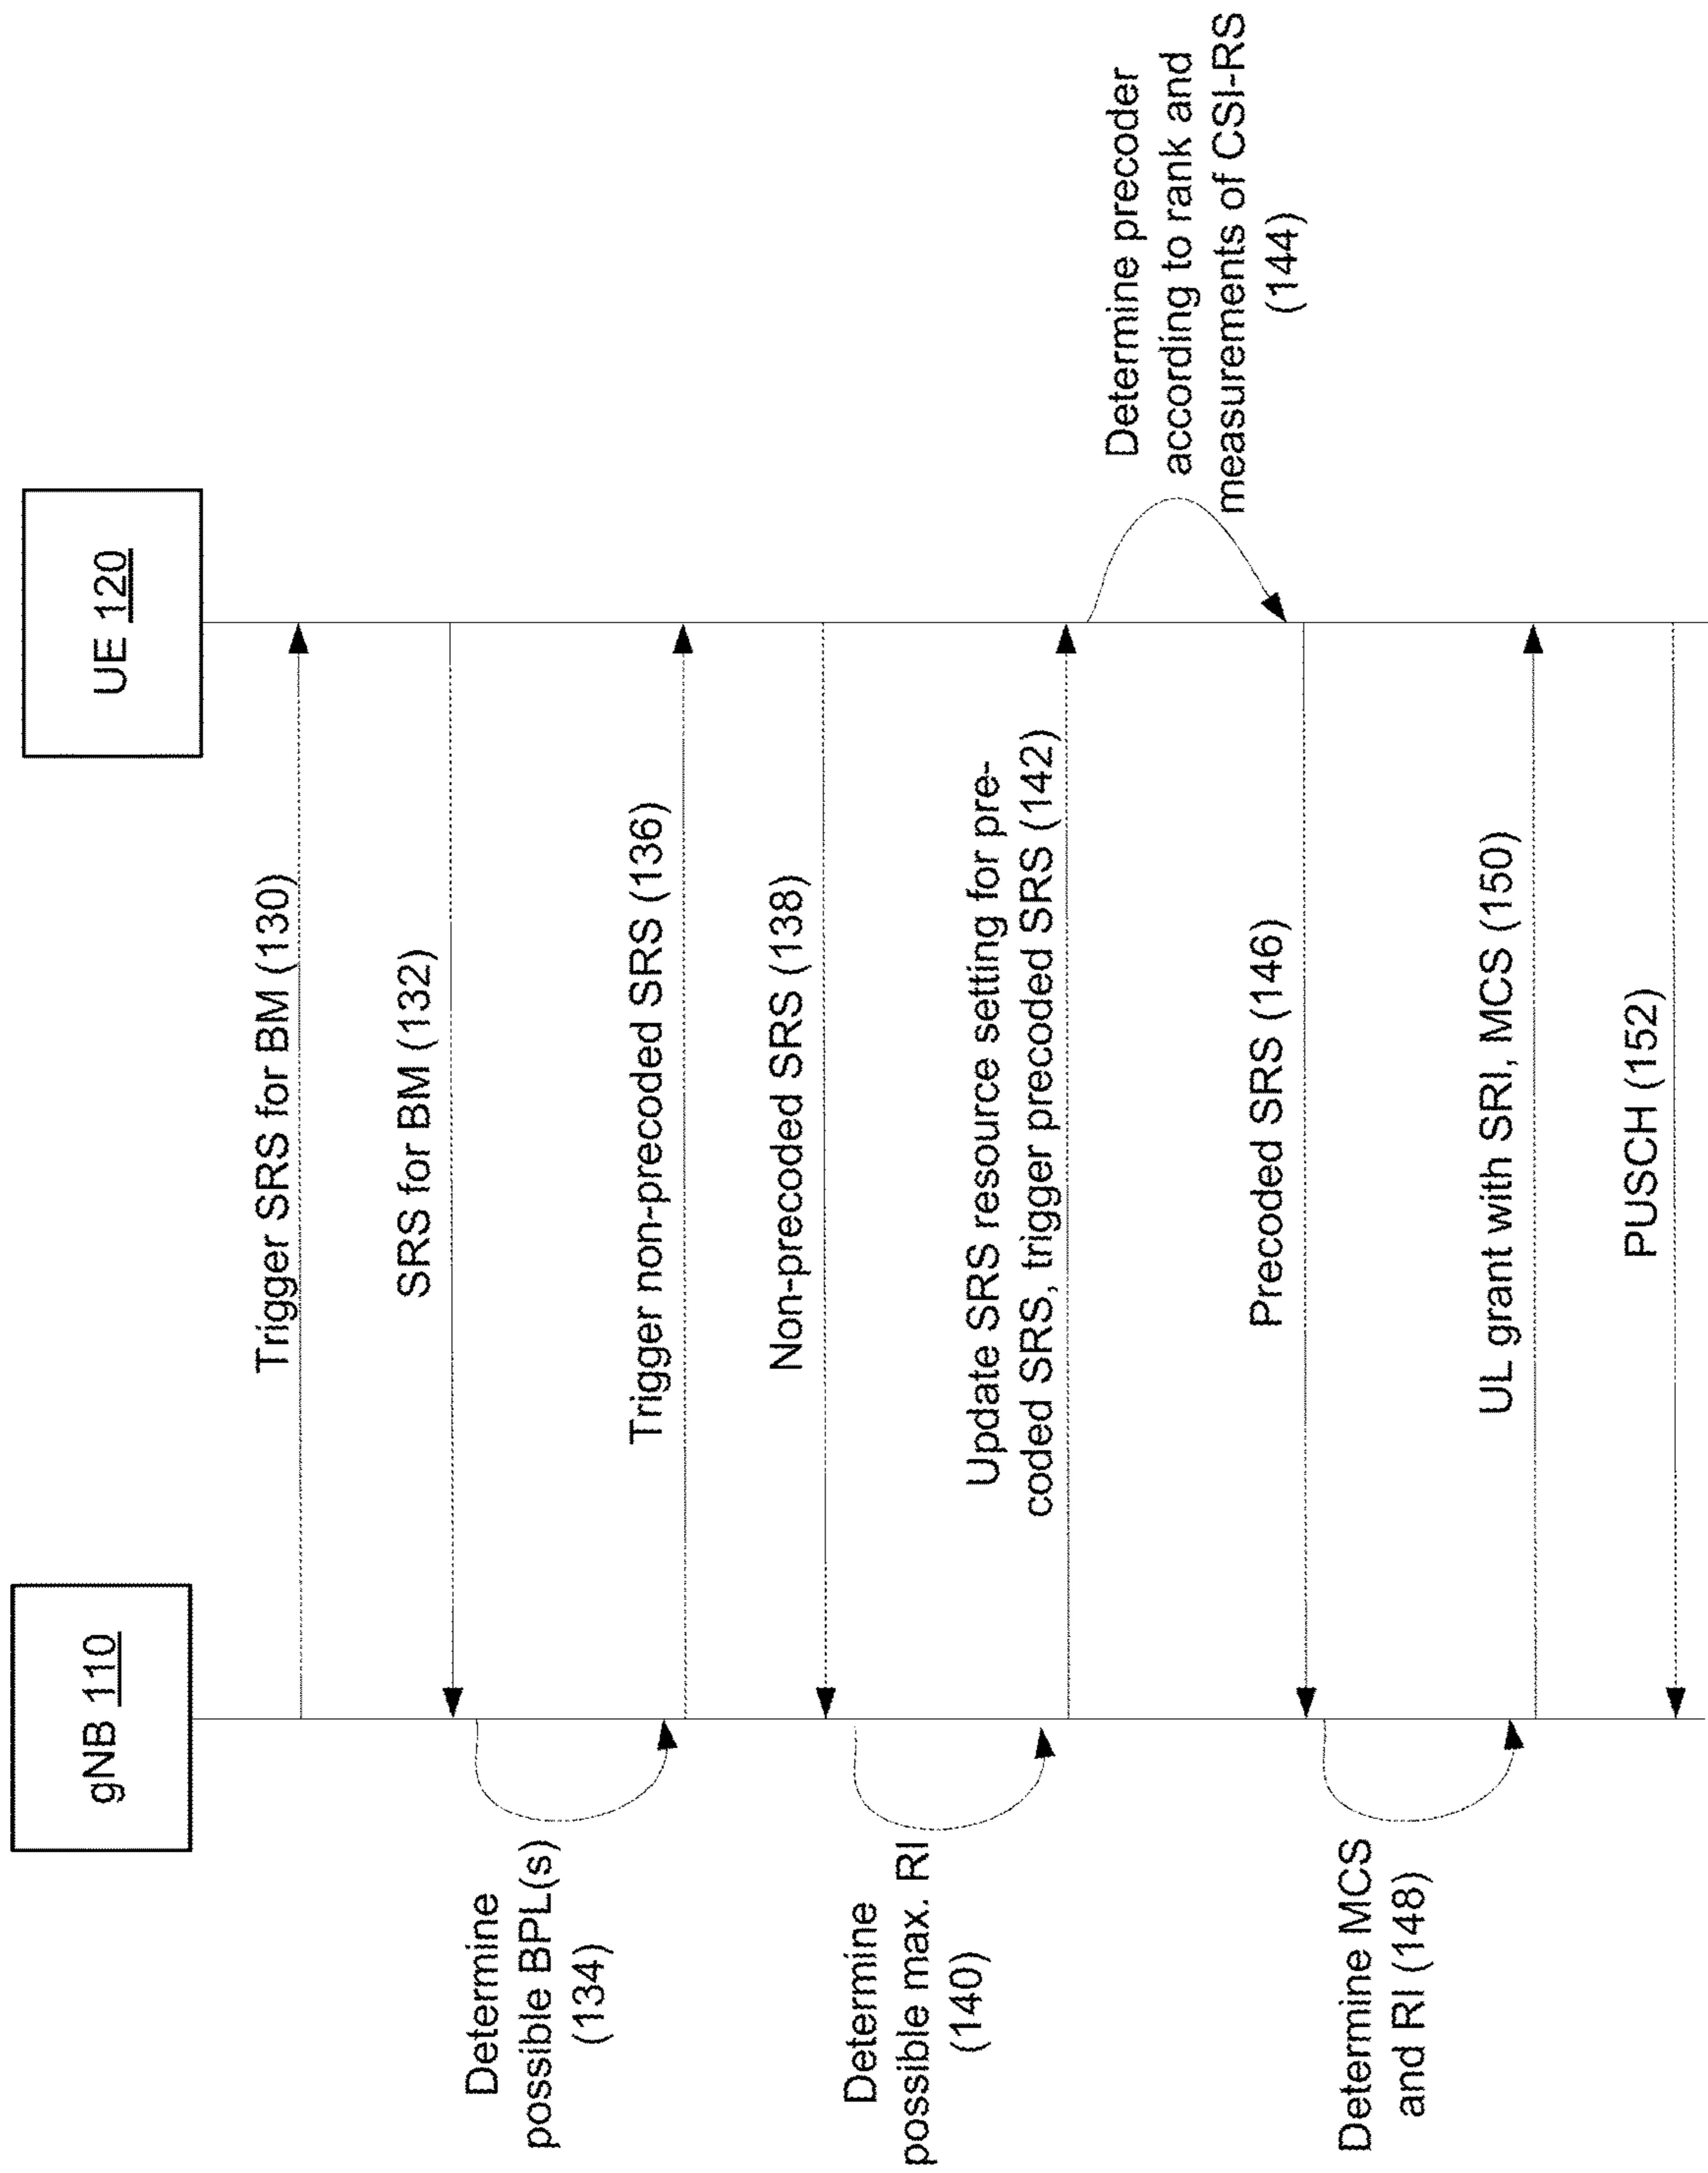 gNB 110
UE 120
Trigger SRS for BM (130)
SRS for BM (132)
Determine
possible BPL(s)
(134)
Trigger non-precoded SRS (136)
Non-precoded SRS (138)
Determine
possible max. RI
(140)
Update SRS resource setting for pre-
coded SRS, trigger precoded SRS (142)
Determine precoder
according to rank and
measurements of CSI-RS
(144)
Precoded SRS (146)
Determine MCS
and RI (148)
UL grant with SRI, MCS (150)
PUSCH (152)